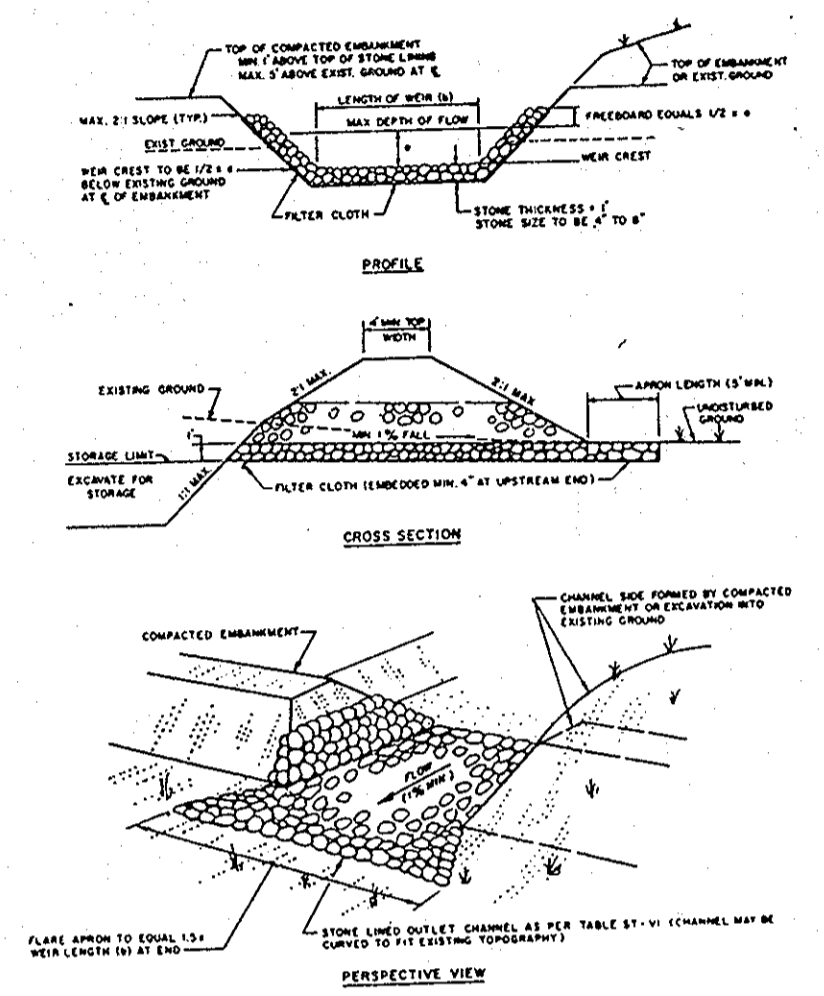 TOP OF COMPACTED EMBANKMENT
MIN. 1' ABOVE TOP OF STONE LINING
MAX. 5' ABOVE EXIST. GROUND AT ℄
TOP OF EMBANKMENT
OR EXIST. GROUND
LENGTH OF WEIR (b)
MAX DEPTH OF FLOW
FREEBOARD EQUALS 1/2 x e
MAX. 2:1 SLOPE (TYP.)
EXIST. GROUND
WEIR CREST TO BE 1/2 x e
BELOW EXISTING GROUND
AT ℄ OF EMBANKMENT
e
WEIR CREST
FILTER CLOTH
STONE THICKNESS = 1'
STONE SIZE TO BE 4" TO 8"
PROFILE
4' MIN. TOP
WIDTH
2:1 MAX.
2:1 MAX
EXISTING GROUND
APRON LENGTH (5' MIN.)
UNDISTURBED
GROUND
1'
MIN 1% FALL
STORAGE LIMIT
EXCAVATE FOR
STORAGE
1:1 MAX.
FILTER CLOTH (EMBEDDED MIN. 4" AT UPSTREAM END)
CROSS SECTION
CHANNEL SIDE FORMED BY COMPACTED
EMBANKMENT OR EXCAVATION INTO
EXISTING GROUND
COMPACTED EMBANKMENT
FLOW
(1% MIN.)
FLARE APRON TO EQUAL 1.5 x
WEIR LENGTH (b) AT END
STONE LINED OUTLET CHANNEL AS PER TABLE ST-VI (CHANNEL MAY BE
CURVED TO FIT EXISTING TOPOGRAPHY)
PERSPECTIVE VIEW